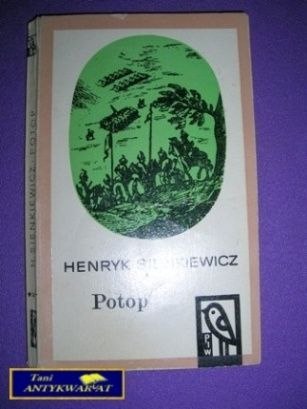 H. SIENKIEWICZ POTOP
HENRYK SIENKIEWICZ
Potop
PIW
Tani
ANTYKWARIAT